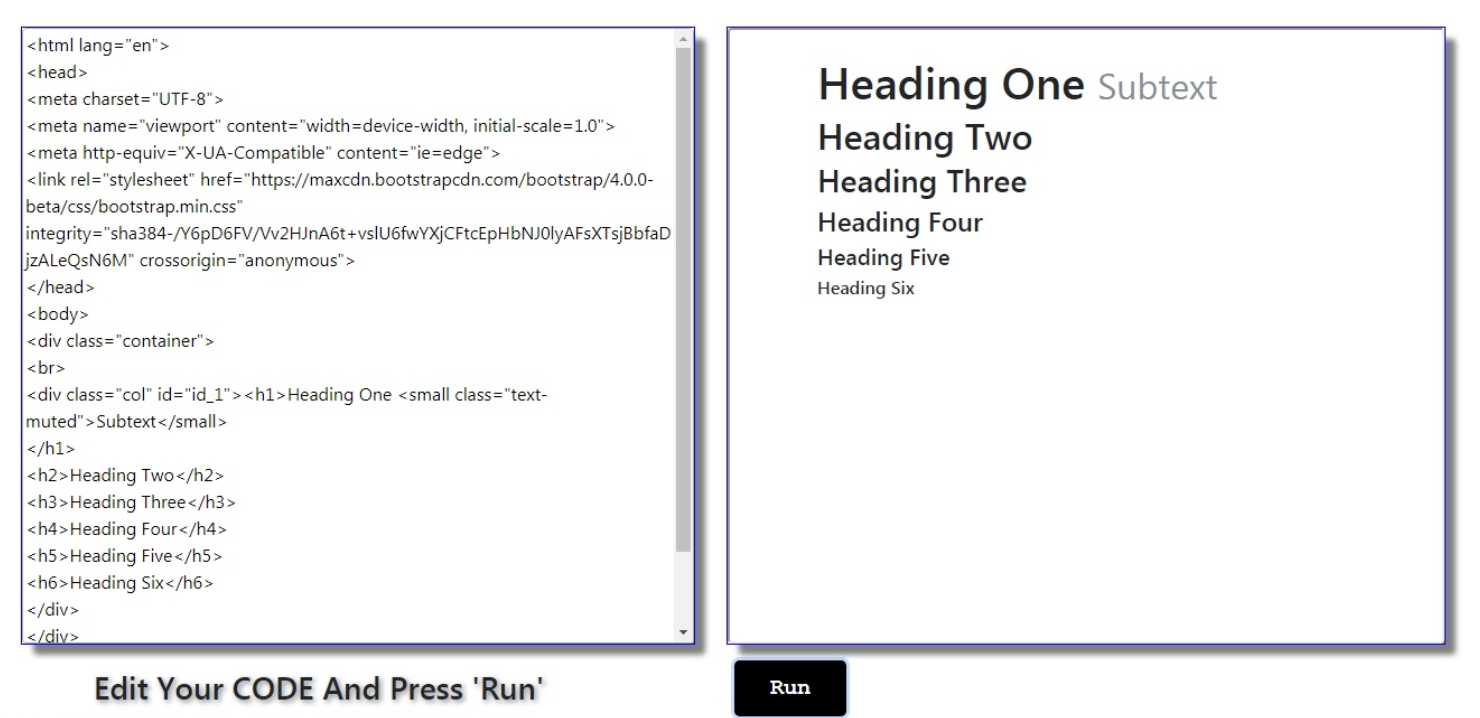 <html lang="en">
<head>
<meta charset="UTF-8">
<meta name="viewport" content="width=device-width, initial-scale=1.0">
<meta http-equiv="X-UA-Compatible" content="ie=edge">
<link rel="stylesheet" href="https://maxcdn.bootstrapcdn.com/bootstrap/4.0.0-
beta/css/bootstrap.min.css"
integrity="sha384-/Y6pD6FV/Vv2HJnA6t+vslU6fwYXjCFtcEpHbNJ0lyAFsXTsjBbfaD
jzALeQsN6M" crossorigin="anonymous">
</head>
<body>
<div class="container">
<br>
<div class="col" id="id_1"><h1>Heading One <small class="text-
muted">Subtext</small>
</h1>
<h2>Heading Two</h2>
<h3>Heading Three</h3>
<h4>Heading Four</h4>
<h5>Heading Five</h5>
<h6>Heading Six</h6>
</div>
</div>
Heading One Subtext
Heading Two
Heading Three
Heading Four
Heading Five
Heading Six
Edit Your CODE And Press 'Run'
Run